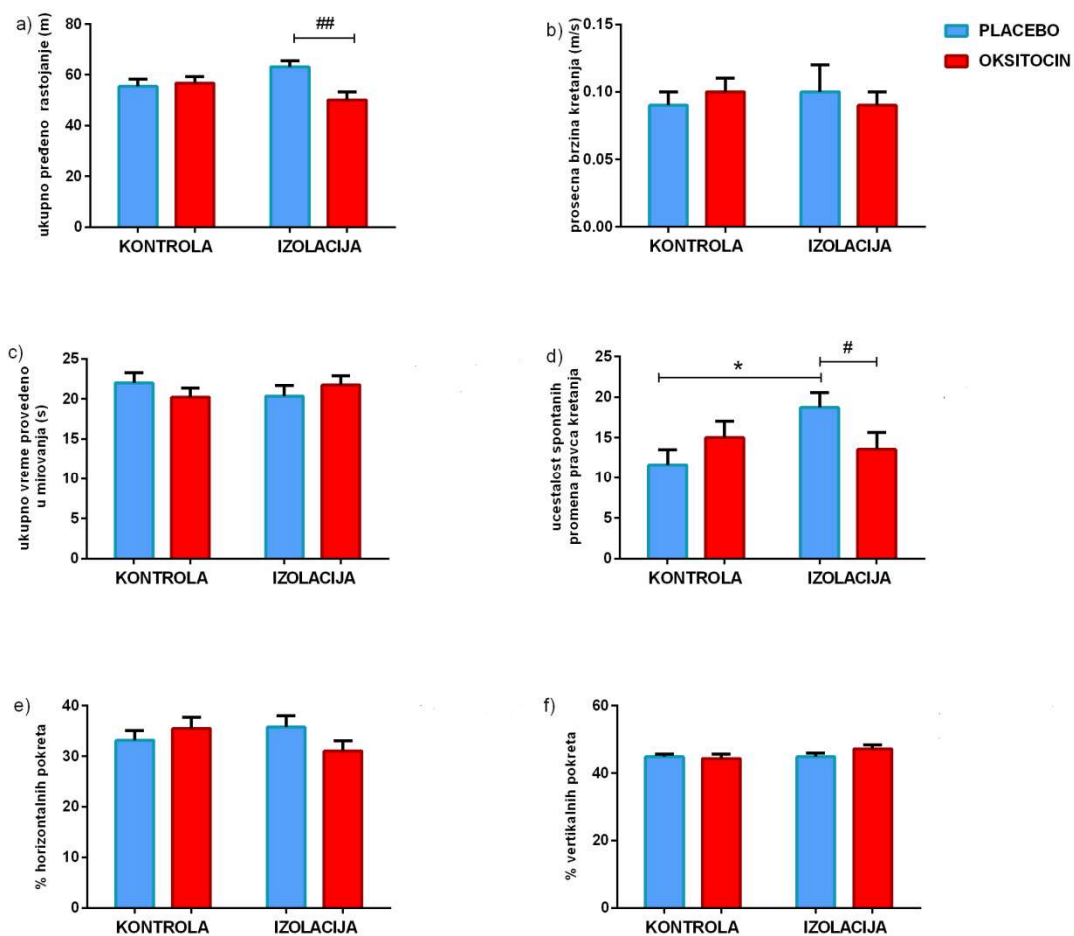 a)
ukupno pređeno rastojanje (m)
80
60
40
20
0
##
KONTROLA IZOLACIJA
b)
prosecna brzina kretanja (m/s)
0.15
0.10
0.05
0.00
KONTROLA IZOLACIJA
PLACEBO
OKSITOCIN
c)
ukupno vreme provedeno
u mirovanja (s)
25
20
15
10
5
0
KONTROLA IZOLACIJA
d)
ucestalost spontanih
promena pravca kretanja
25
20
15
10
5
0
*
#
KONTROLA IZOLACIJA
e)
% horizontalnih pokreta
40
30
20
10
0
KONTROLA IZOLACIJA
f)
% vertikalnih pokreta
60
40
20
0
KONTROLA IZOLACIJA